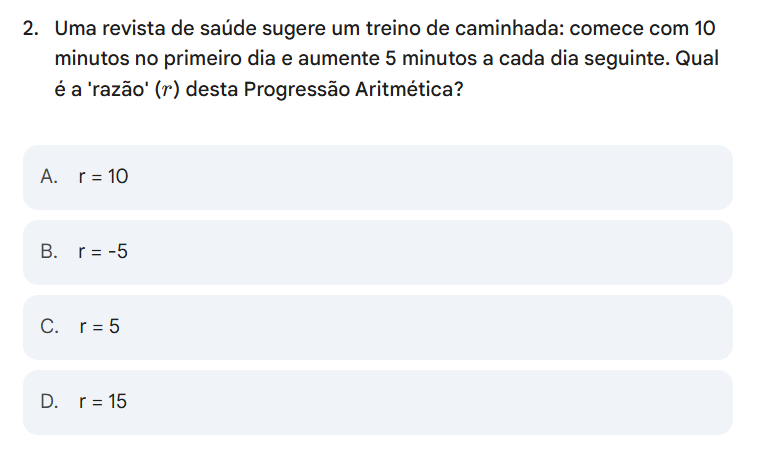 2. Uma revista de saúde sugere um treino de caminhada: comece com 10
minutos no primeiro dia e aumente 5 minutos a cada dia seguinte. Qual
é a 'razão' (r) desta Progressão Aritmética?
A. r = 10
B. r = -5
C. r = 5
D. r = 15